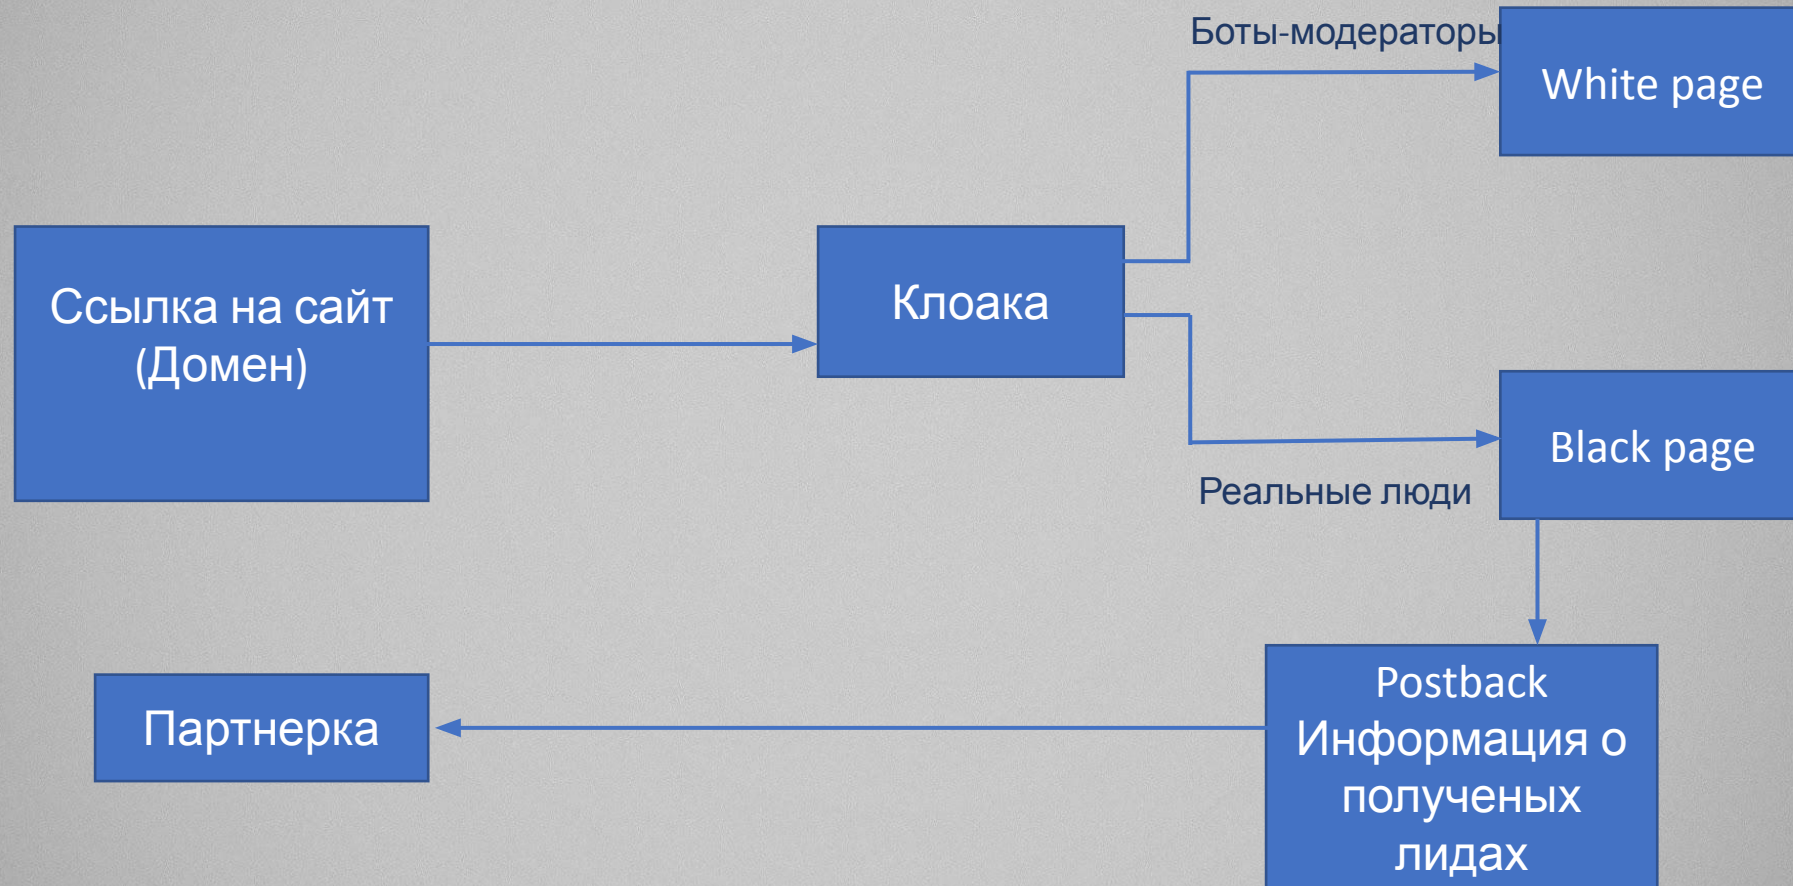 Боты-модераторы
White page
Ссылка на сайт
(Домен)
Клоака
Black page
Реальные люди
Postback
Информация о
полученых
лидах
Партнерка